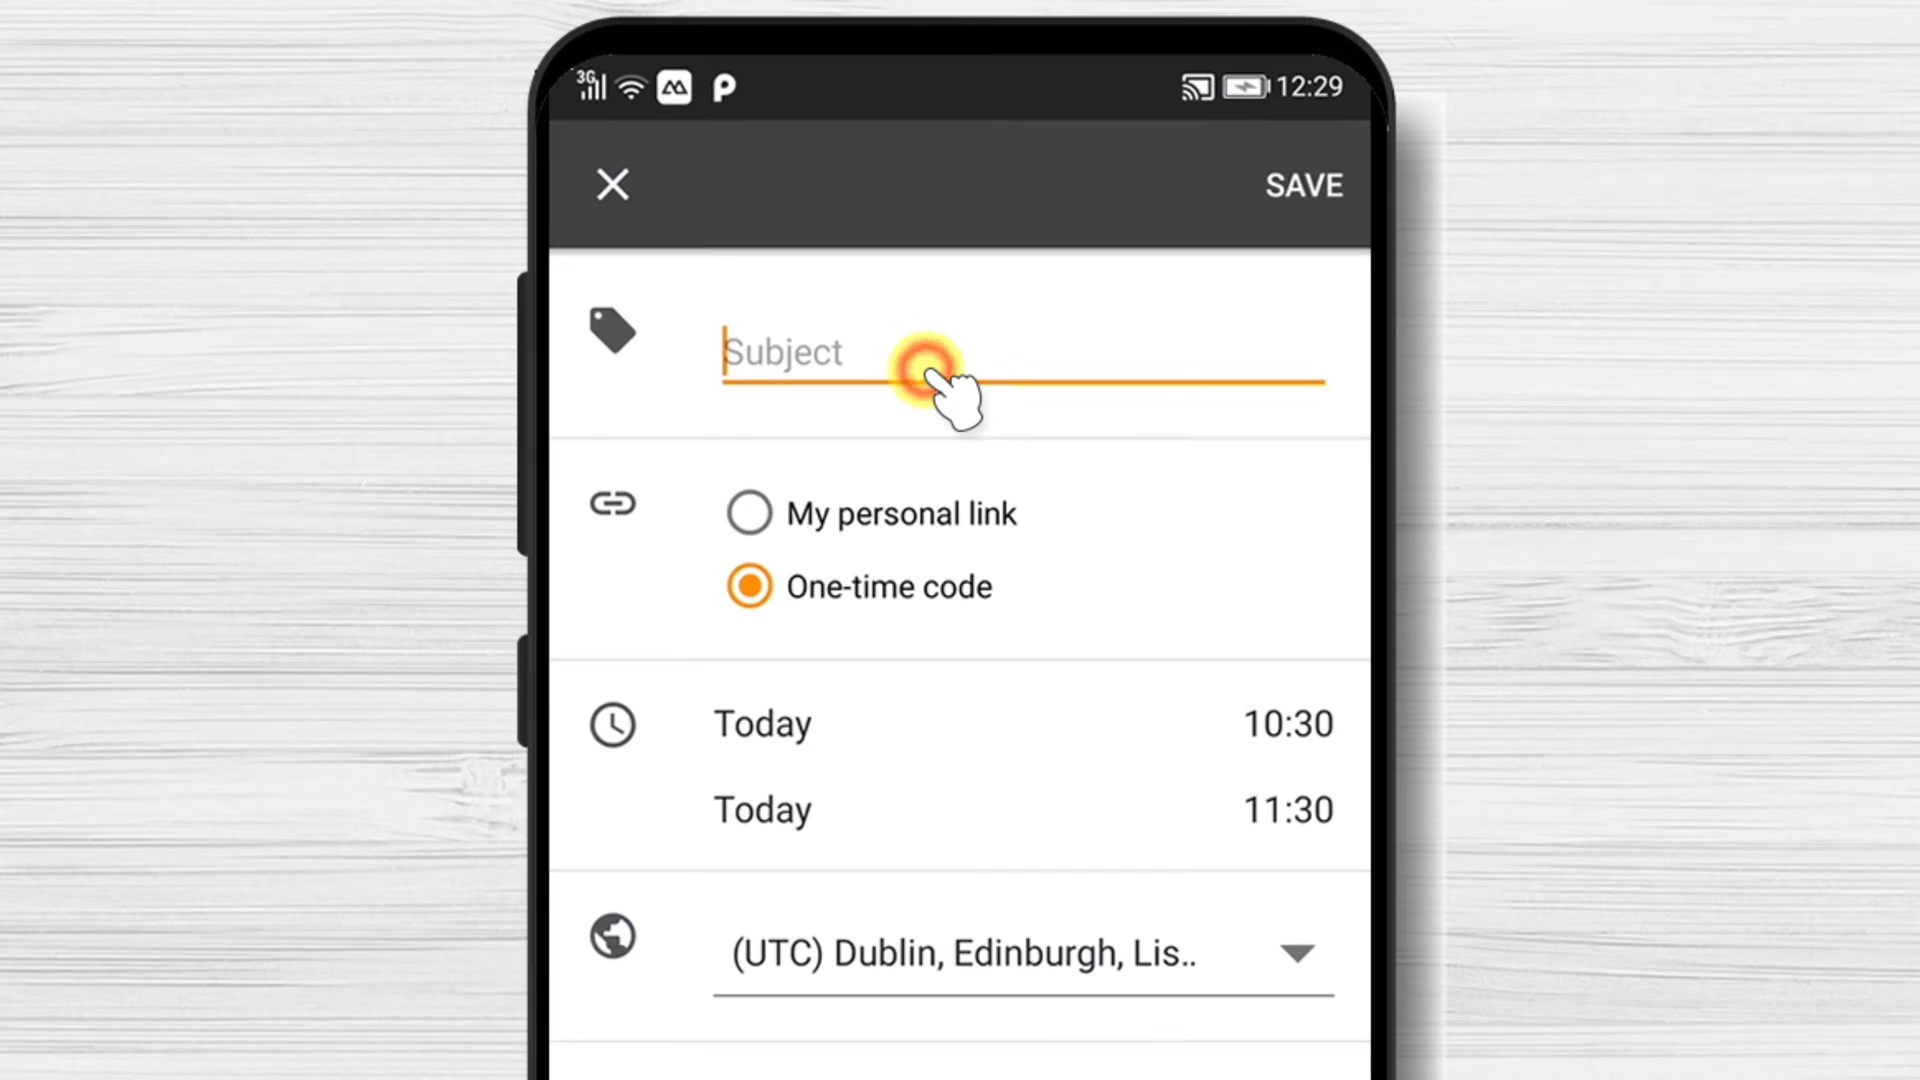 3G 12:29
SAVE
Subject
My personal link
One-time code
Today 10:30
Today 11:30
(UTC) Dublin, Edinburgh, Lis..